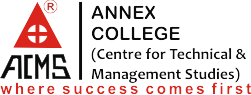 ®
ANNEX
COLLEGE
(Centre for Technical &
Management Studies)
ACMS
where success comes first